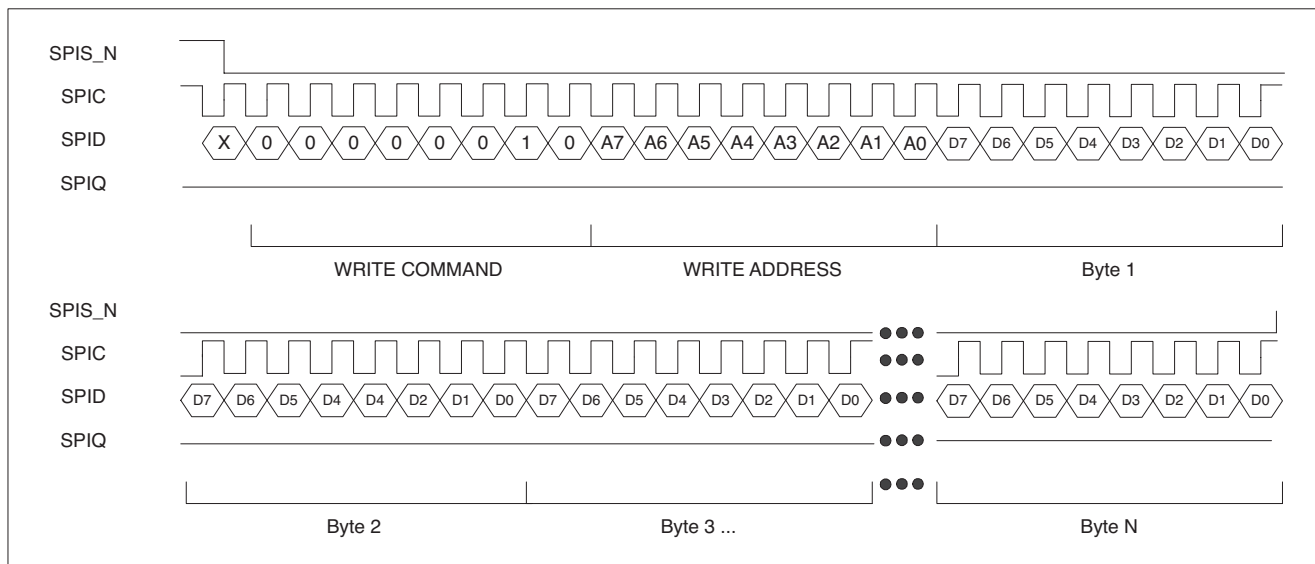 SPIS_N
SPIC
SPID X 0 0 0 0 0 0 1 0 A7 A6 A5 A4 A3 A2 A1 A0 D7 D6 D5 D4 D3 D2 D1 D0
SPIQ
WRITE COMMAND WRITE ADDRESS Byte 1
SPIS_N
SPIC
SPID D7 D6 D5 D4 D4 D2 D1 D0 D7 D6 D5 D4 D3 D2 D1 D0 D7 D6 D5 D4 D3 D2 D1 D0
SPIQ
Byte 2 Byte 3 ... Byte N